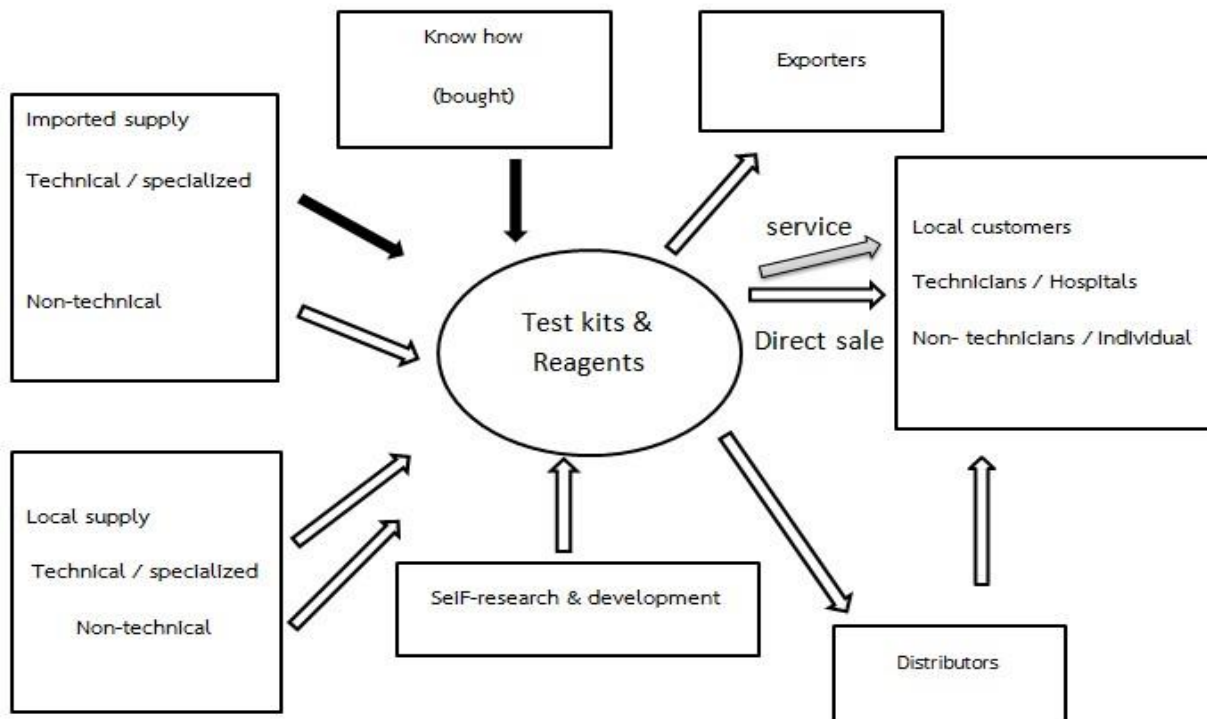 Know how
(bought)
Exporters
Imported supply
Technical / specialized
Non-technical
service
Direct sale
Local customers
Technicians / Hospitals
Non- technicians / Individual
Test kits &
Reagents
Local supply
Technical / specialized
Non-technical
Self-research & development
Distributors